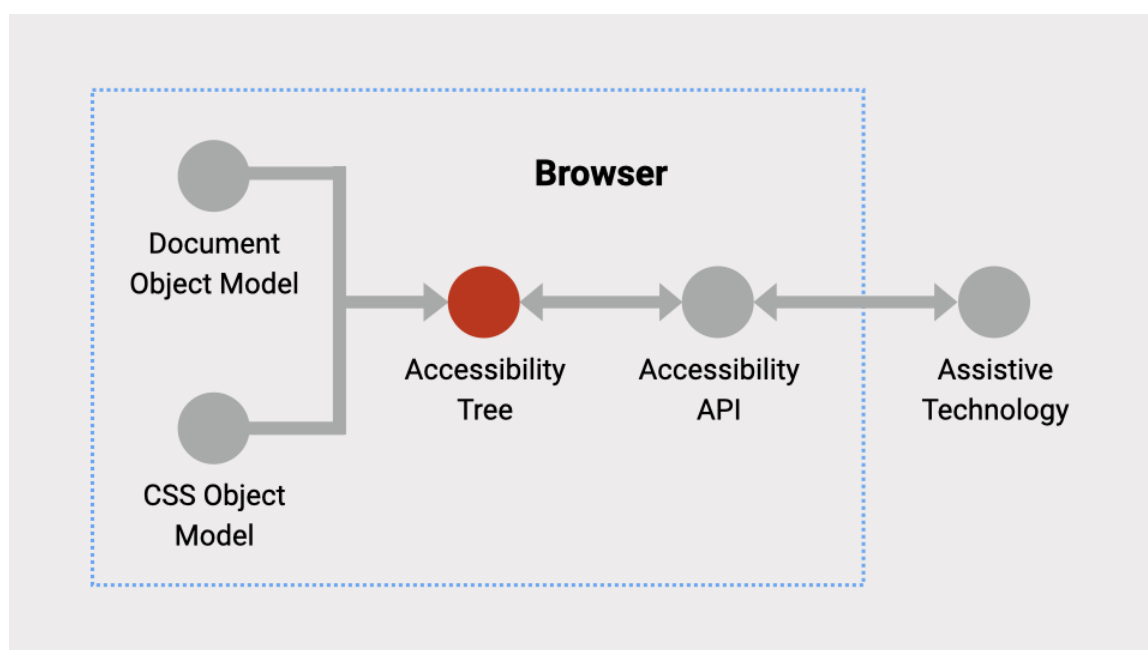 Browser
Document
Object Model
Accessibility
Tree
Accessibility
API
Assistive
Technology
CSS Object
Model